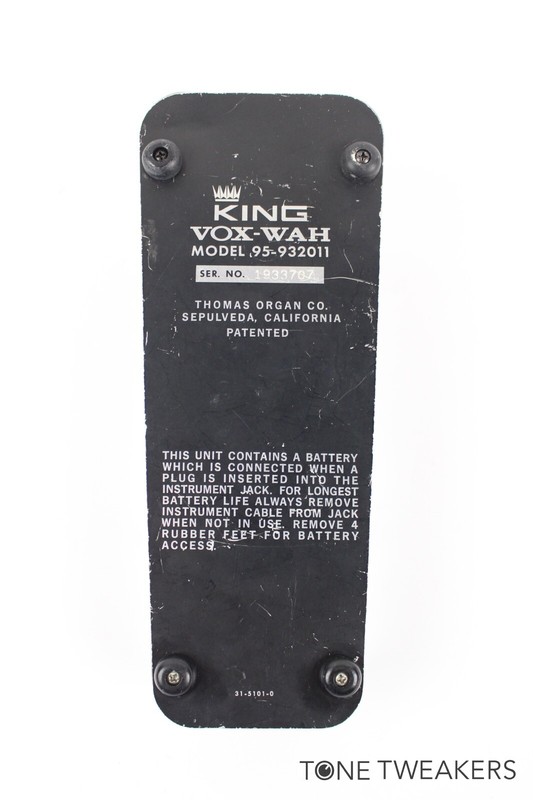 KING
VOX-WAH
MODEL 95-932011
SER. NO. 1933707
THOMAS ORGAN CO.
SEPULVEDA, CALIFORNIA
PATENTED
THIS UNIT CONTAINS A BATTERY
WHICH IS CONNECTED WHEN A
PLUG IS INSERTED INTO THE
INSTRUMENT JACK. FOR LONGEST
BATTERY LIFE ALWAYS REMOVE
INSTRUMENT CABLE FROM JACK
WHEN NOT IN USE. REMOVE 4
RUBBER FEET FOR BATTERY
ACCESS.
31-5101-0
TONE TWEAKERS